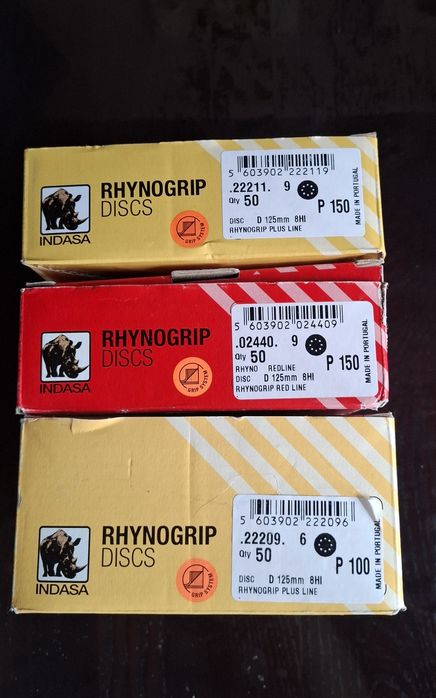 5 603902 222119
.22211. 9
RHYNOGRIP
DISCS
Qty 50
P 150
MADE IN PORTUGAL
DISC D 125mm 8HI
RHYNOGRIP PLUS LINE
INDASA
GRIP SYSTEM
5 603902 024409
.02440. 9
RHYNOGRIP
DISCS
Qty 50
P 150
MADE IN PORTUGAL
RHYNO REDLINE
DISC D 125mm 8HI
RHYNOGRIP RED LINE
INDASA
GRIP SYSTEM
5 603902 222096
.22209. 6
RHYNOGRIP
DISCS
Qty 50
P 100
MADE IN PORTUGAL
DISC D 125mm 8HI
RHYNOGRIP PLUS LINE
INDASA
GRIP SYSTEM